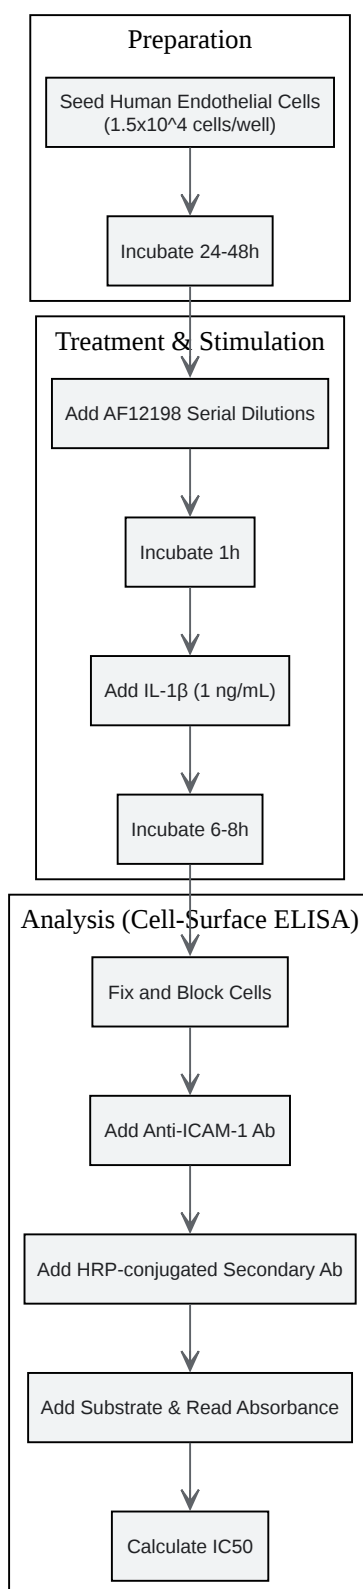 Preparation
Seed Human Endothelial Cells
(1.5x10^4 cells/well)
Incubate 24-48h
Treatment & Stimulation
Add AF12198 Serial Dilutions
Incubate 1h
Add IL-1β (1 ng/mL)
Incubate 6-8h
Analysis (Cell-Surface ELISA)
Fix and Block Cells
Add Anti-ICAM-1 Ab
Add HRP-conjugated Secondary Ab
Add Substrate & Read Absorbance
Calculate IC50